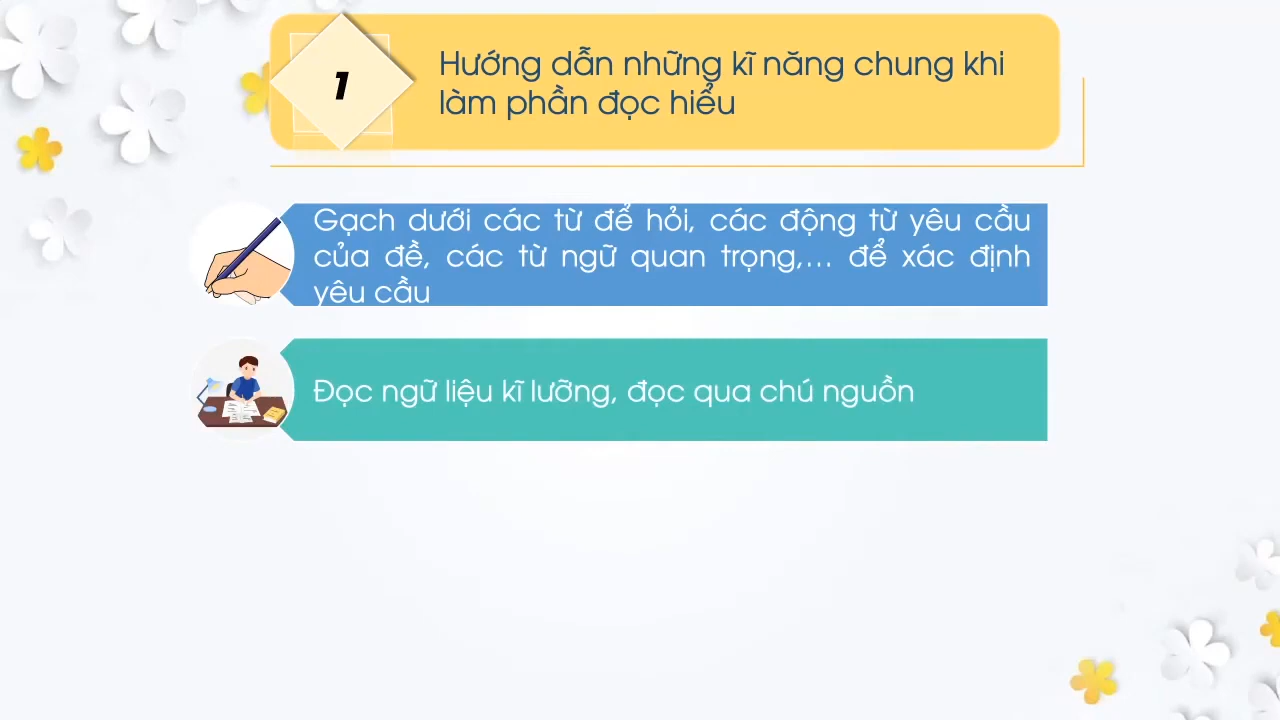 1
Hướng dẫn những kĩ năng chung khi
làm phần đọc hiểu
Gạch dưới các từ để hỏi, các động từ yêu cầu
của đề, các từ ngữ quan trọng,... để xác định
yêu cầu
Đọc ngữ liệu kĩ lưỡng, đọc qua chú nguồn